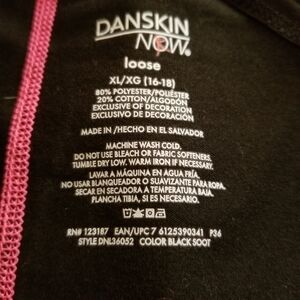 DANSKIN
NOW®
loose
XL/XG (16-18)
80% POLYESTER/POLIÉSTER
20% COTTON/ALGODÓN
EXCLUSIVE OF DECORATION
EXCLUSIVO DE DECORACIÓN
MADE IN /HECHO EN EL SALVADOR
MACHINE WASH COLD.
DO NOT USE BLEACH OR FABRIC SOFTENERS.
TUMBLE DRY LOW. WARM IRON IF NECESSARY.
LAVAR A MÁQUINA EN AGUA FRÍA.
NO USAR BLANQUEADOR O SUAVIZANTE PARA ROPA.
SECAR EN SECADORA A TEMPERATURA BAJA.
PLANCHA TIBIA, SI ES NECESARIO.
RN# 123187 EAN/UPC 7 6125390341 P36
STYLE DNL36052 COLOR BLACK SOOT